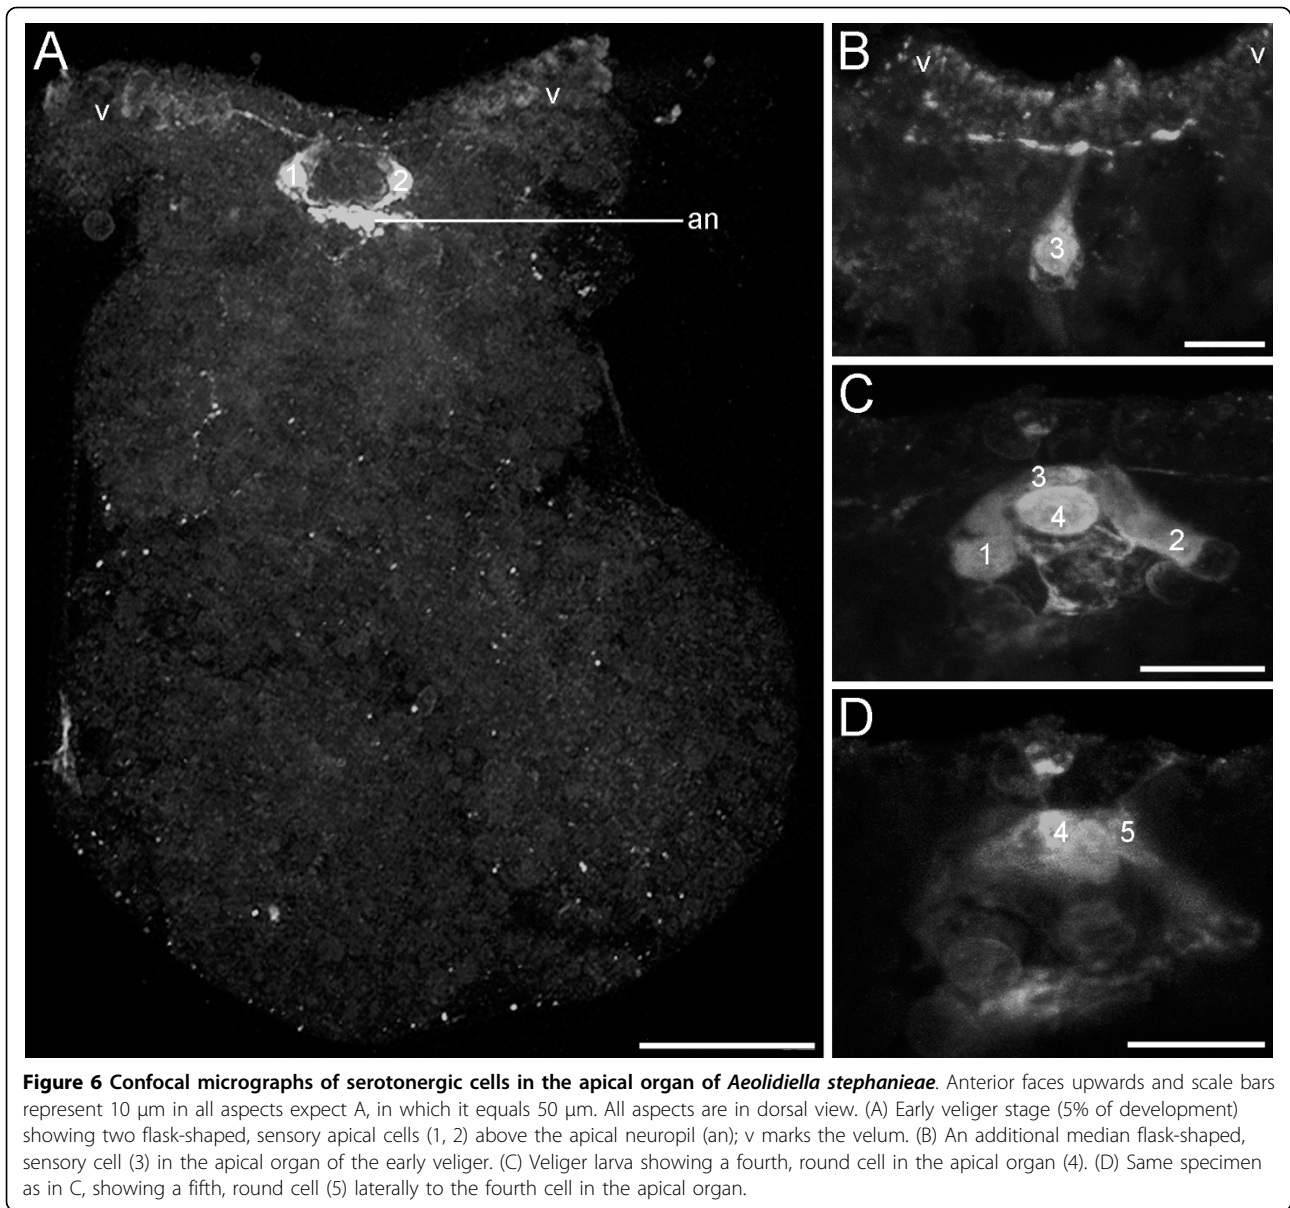 A
v
v
1
2
an
B
v
v
3
C
3
4
1
2
D
4
5
Figure 6 Confocal micrographs of serotonergic cells in the apical organ of Aeolidiella stephanieae. Anterior faces upwards and scale bars
represent 10 μm in all aspects expect A, in which it equals 50 μm. All aspects are in dorsal view. (A) Early veliger stage (5% of development)
showing two flask-shaped, sensory apical cells (1, 2) above the apical neuropil (an); v marks the velum. (B) An additional median flask-shaped,
sensory cell (3) in the apical organ of the early veliger. (C) Veliger larva showing a fourth, round cell in the apical organ (4). (D) Same specimen
as in C, showing a fifth, round cell (5) laterally to the fourth cell in the apical organ.